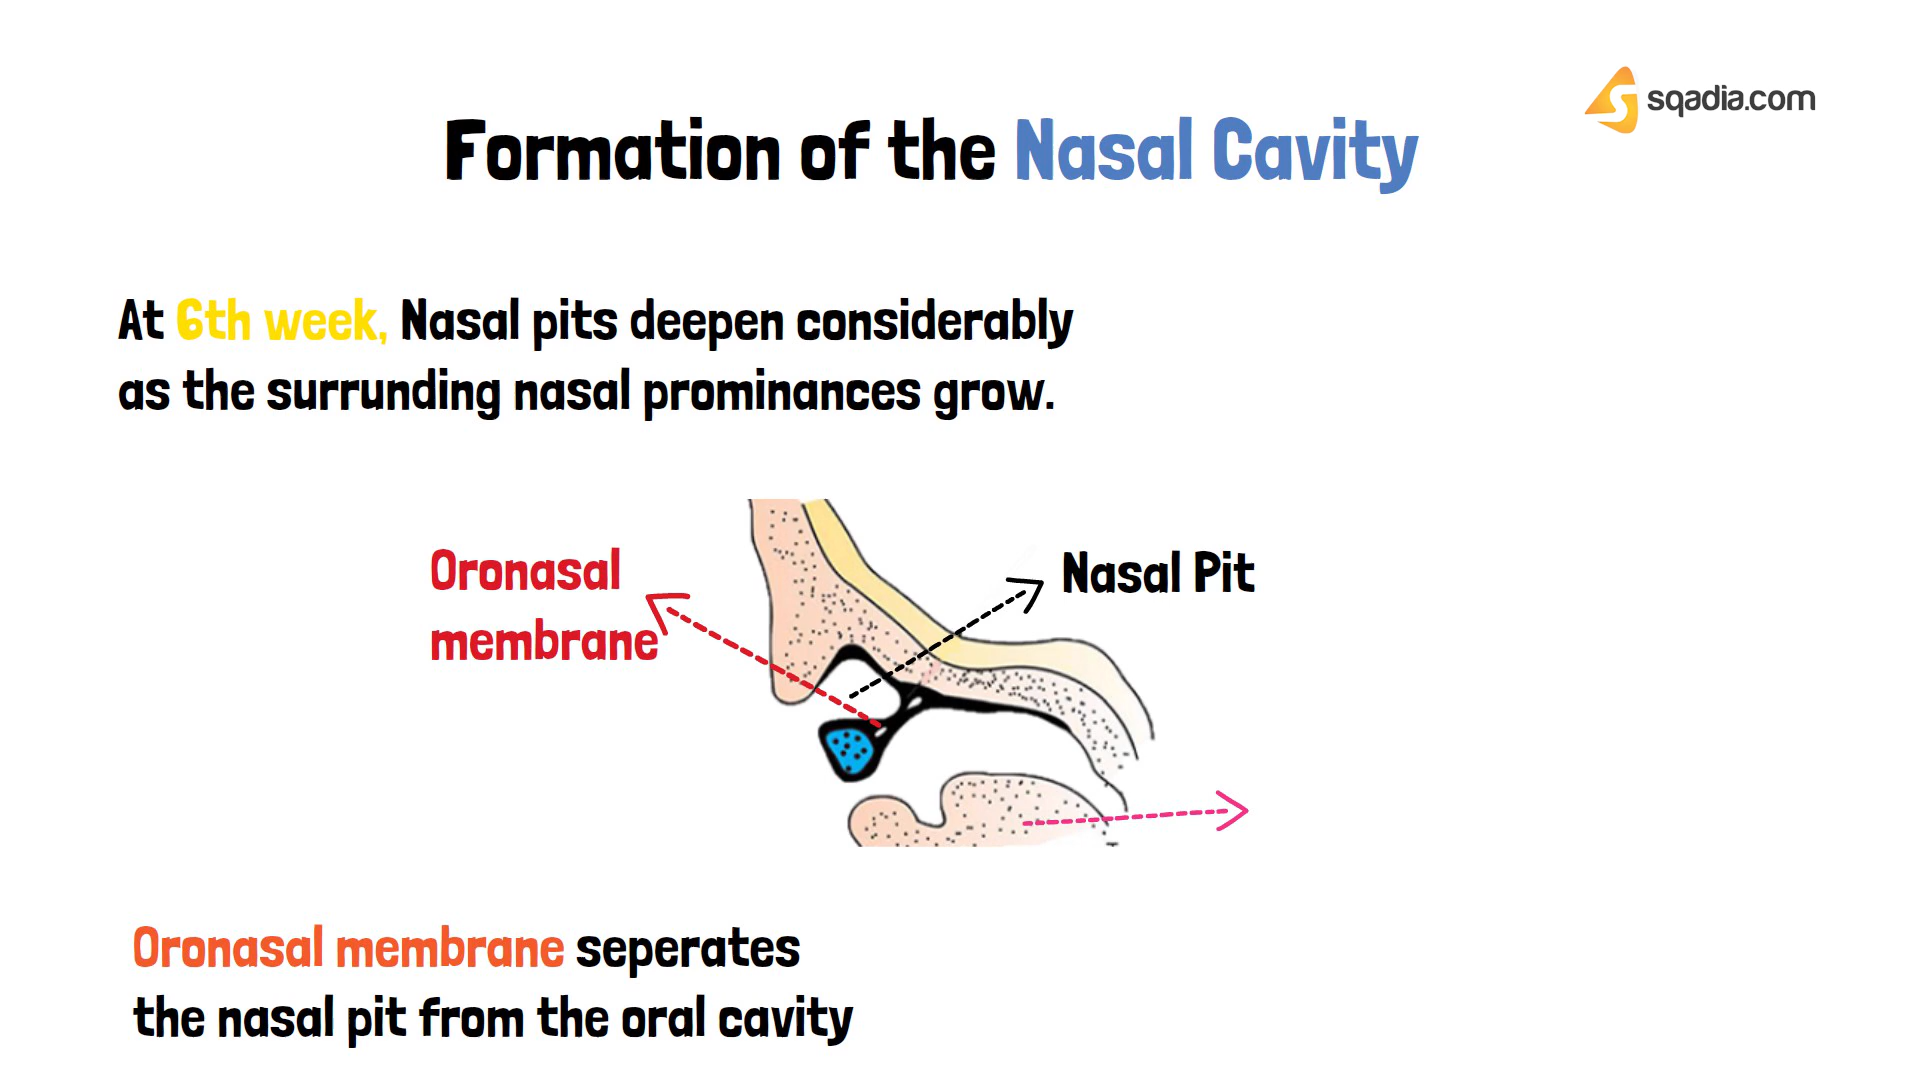 sqadia.com
Formation of the Nasal Cavity
At 6th week, Nasal pits deepen considerably
as the surrunding nasal prominances grow.
Oronasal
membrane
Nasal Pit
Oronasal membrane seperates
the nasal pit from the oral cavity